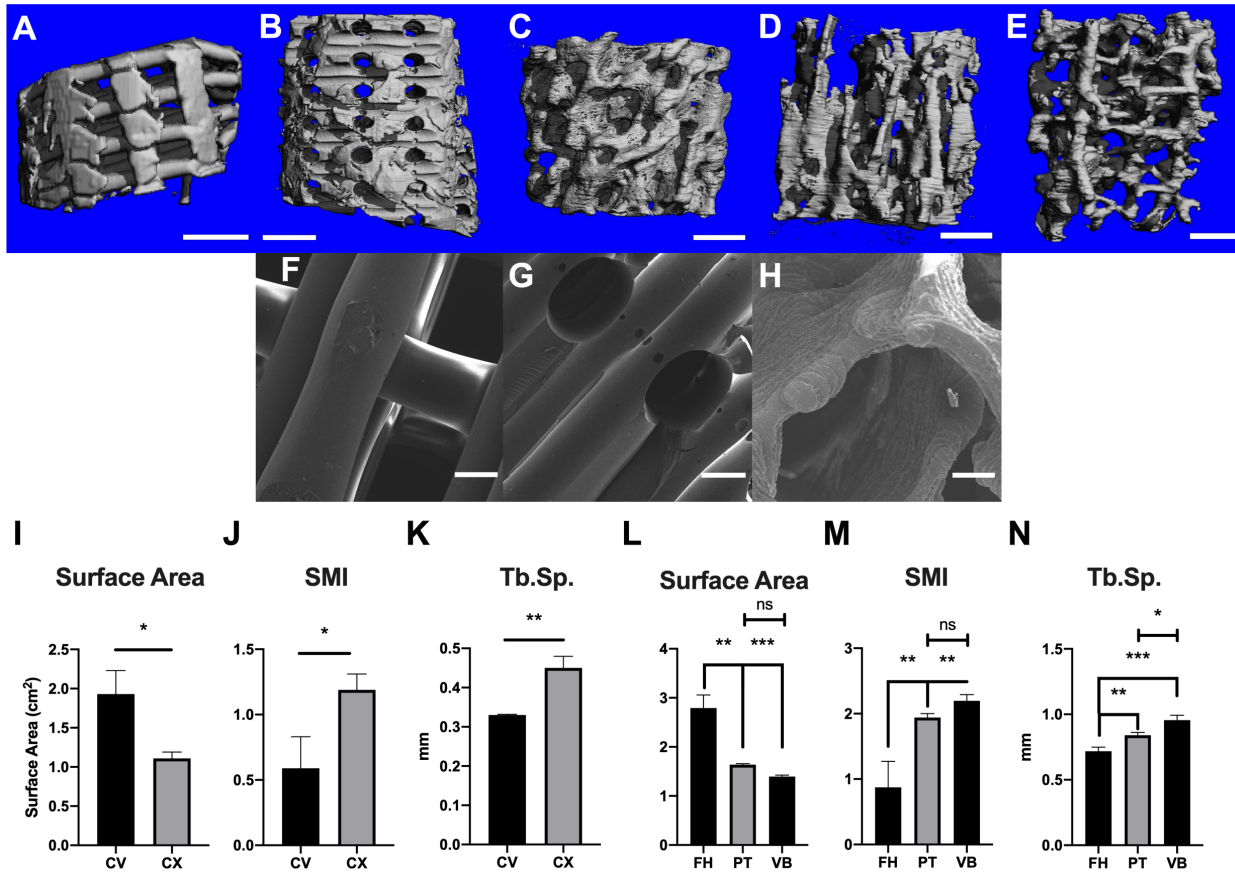 A B C D E
F G H
I J K L M N
Surface Area SMI Tb.Sp. Surface Area SMI Tb.Sp.
* * ** ns ** *** ns ** ** * *** **
Surface Area (cm²)
2.5
2.0
1.5
1.0
0.5
0.0
CV CX
1.5
1.0
0.5
0.0
CV CX
mm
0.5
0.4
0.3
0.2
0.1
0.0
CV CX
4
3
2
1
0
FH PT VB
3
2
1
0
FH PT VB
mm
1.5
1.0
0.5
0.0
FH PT VB